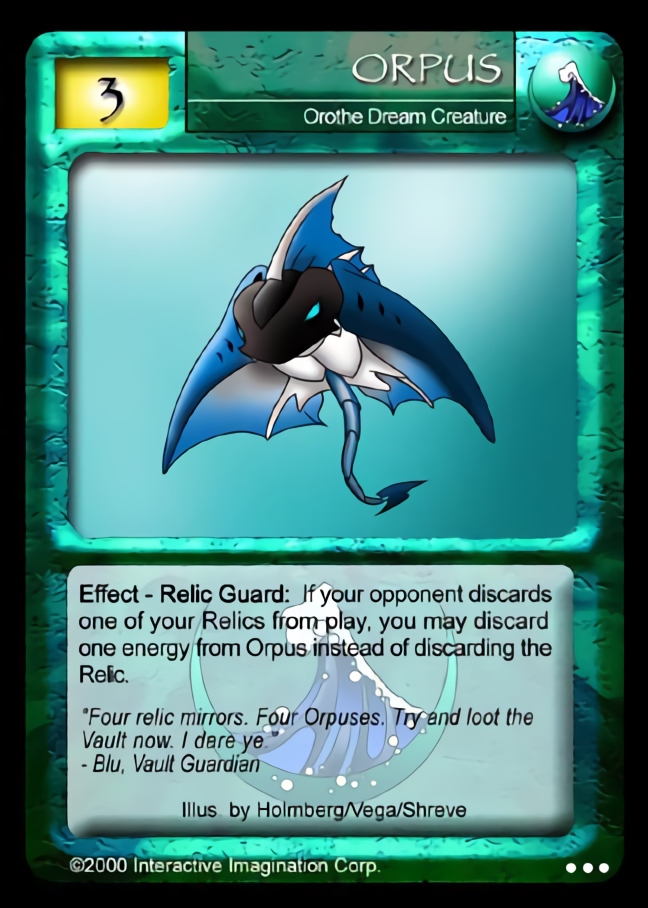 3
ORPUS
Orothe Dream Creature
Effect - Relic Guard: If your opponent discards
one of your Relics from play, you may discard
one energy from Orpus instead of discarding the
Relic.
"Four relic mirrors. Four Orpuses. Try and loot the
Vault now. I dare ye."
- Blu, Vault Guardian
Illus. by Holmberg/Vega/Shreve
©2000 Interactive Imagination Corp.